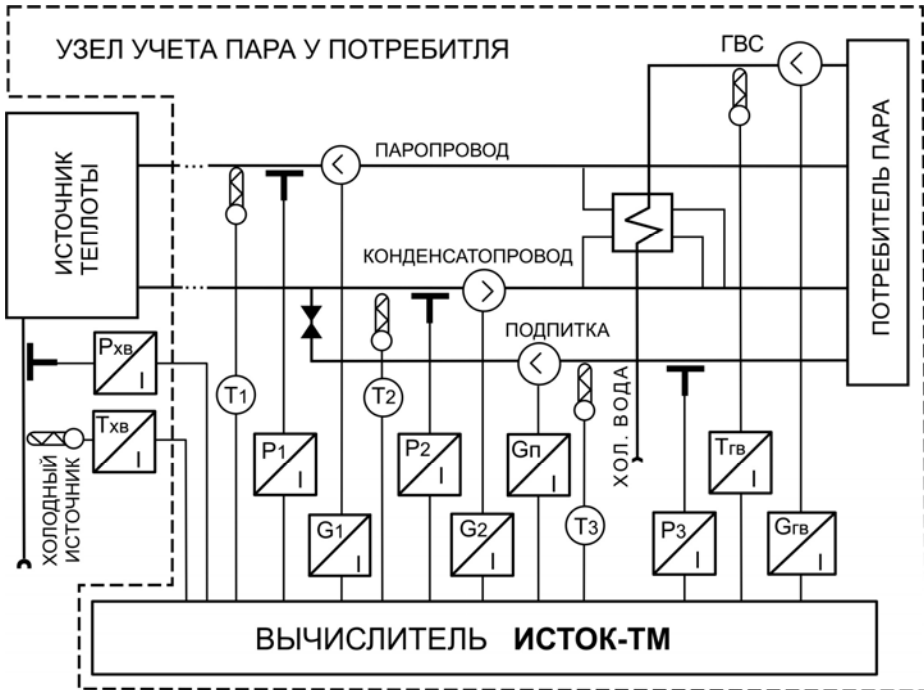 УЗЕЛ УЧЕТА ПАРА У ПОТРЕБИТЛЯ
ГВС
ПАРОПРОВОД
ИСТОЧНИК
ТЕПЛОТЫ
ПОТРЕБИТЕЛЬ ПАРА
КОНДЕНСАТОПРОВОД
ПОДПИТКА
Pхв
I
Tхв
I
ХОЛОДНЫЙ
ИСТОЧНИК
T1
T2
P1
I
P2
I
Gп
I
ХОЛ. ВОДА
Tгв
I
G1
I
G2
I
T3
P3
I
Gгв
I
ВЫЧИСЛИТЕЛЬ ИСТОК-ТМ